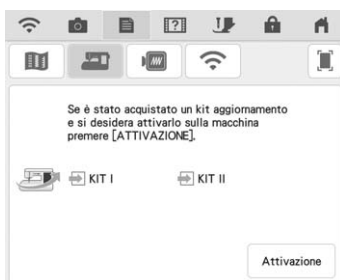 Se è stato acquistato un kit aggiornamento
e si desidera attivarlo sulla macchina
premere [ATTIVAZIONE].
KIT I KIT II
Attivazione